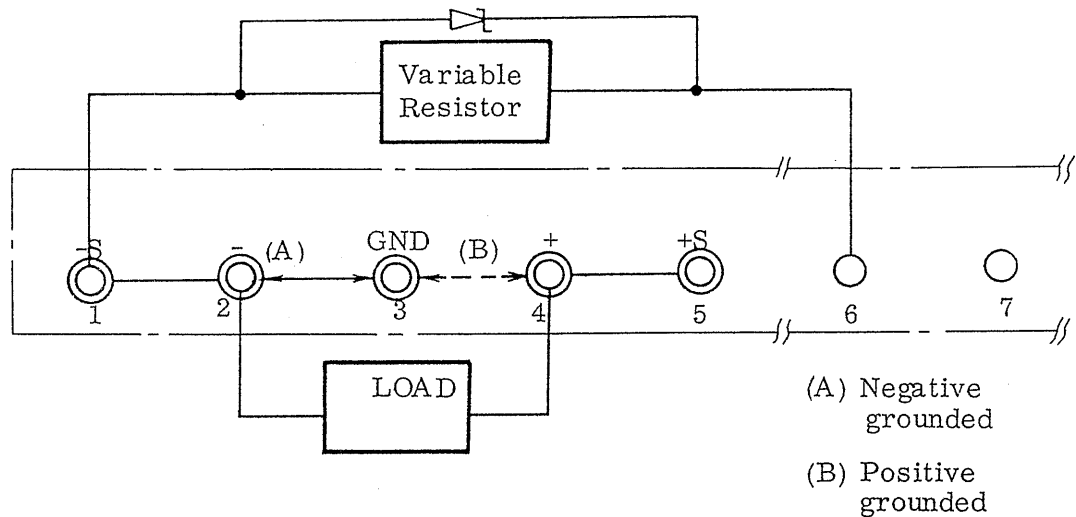 Variable
Resistor
-S
-
(A)
GND
(B)
+
+S
1
2
3
4
5
6
7
LOAD
(A) Negative
grounded
(B) Positive
grounded